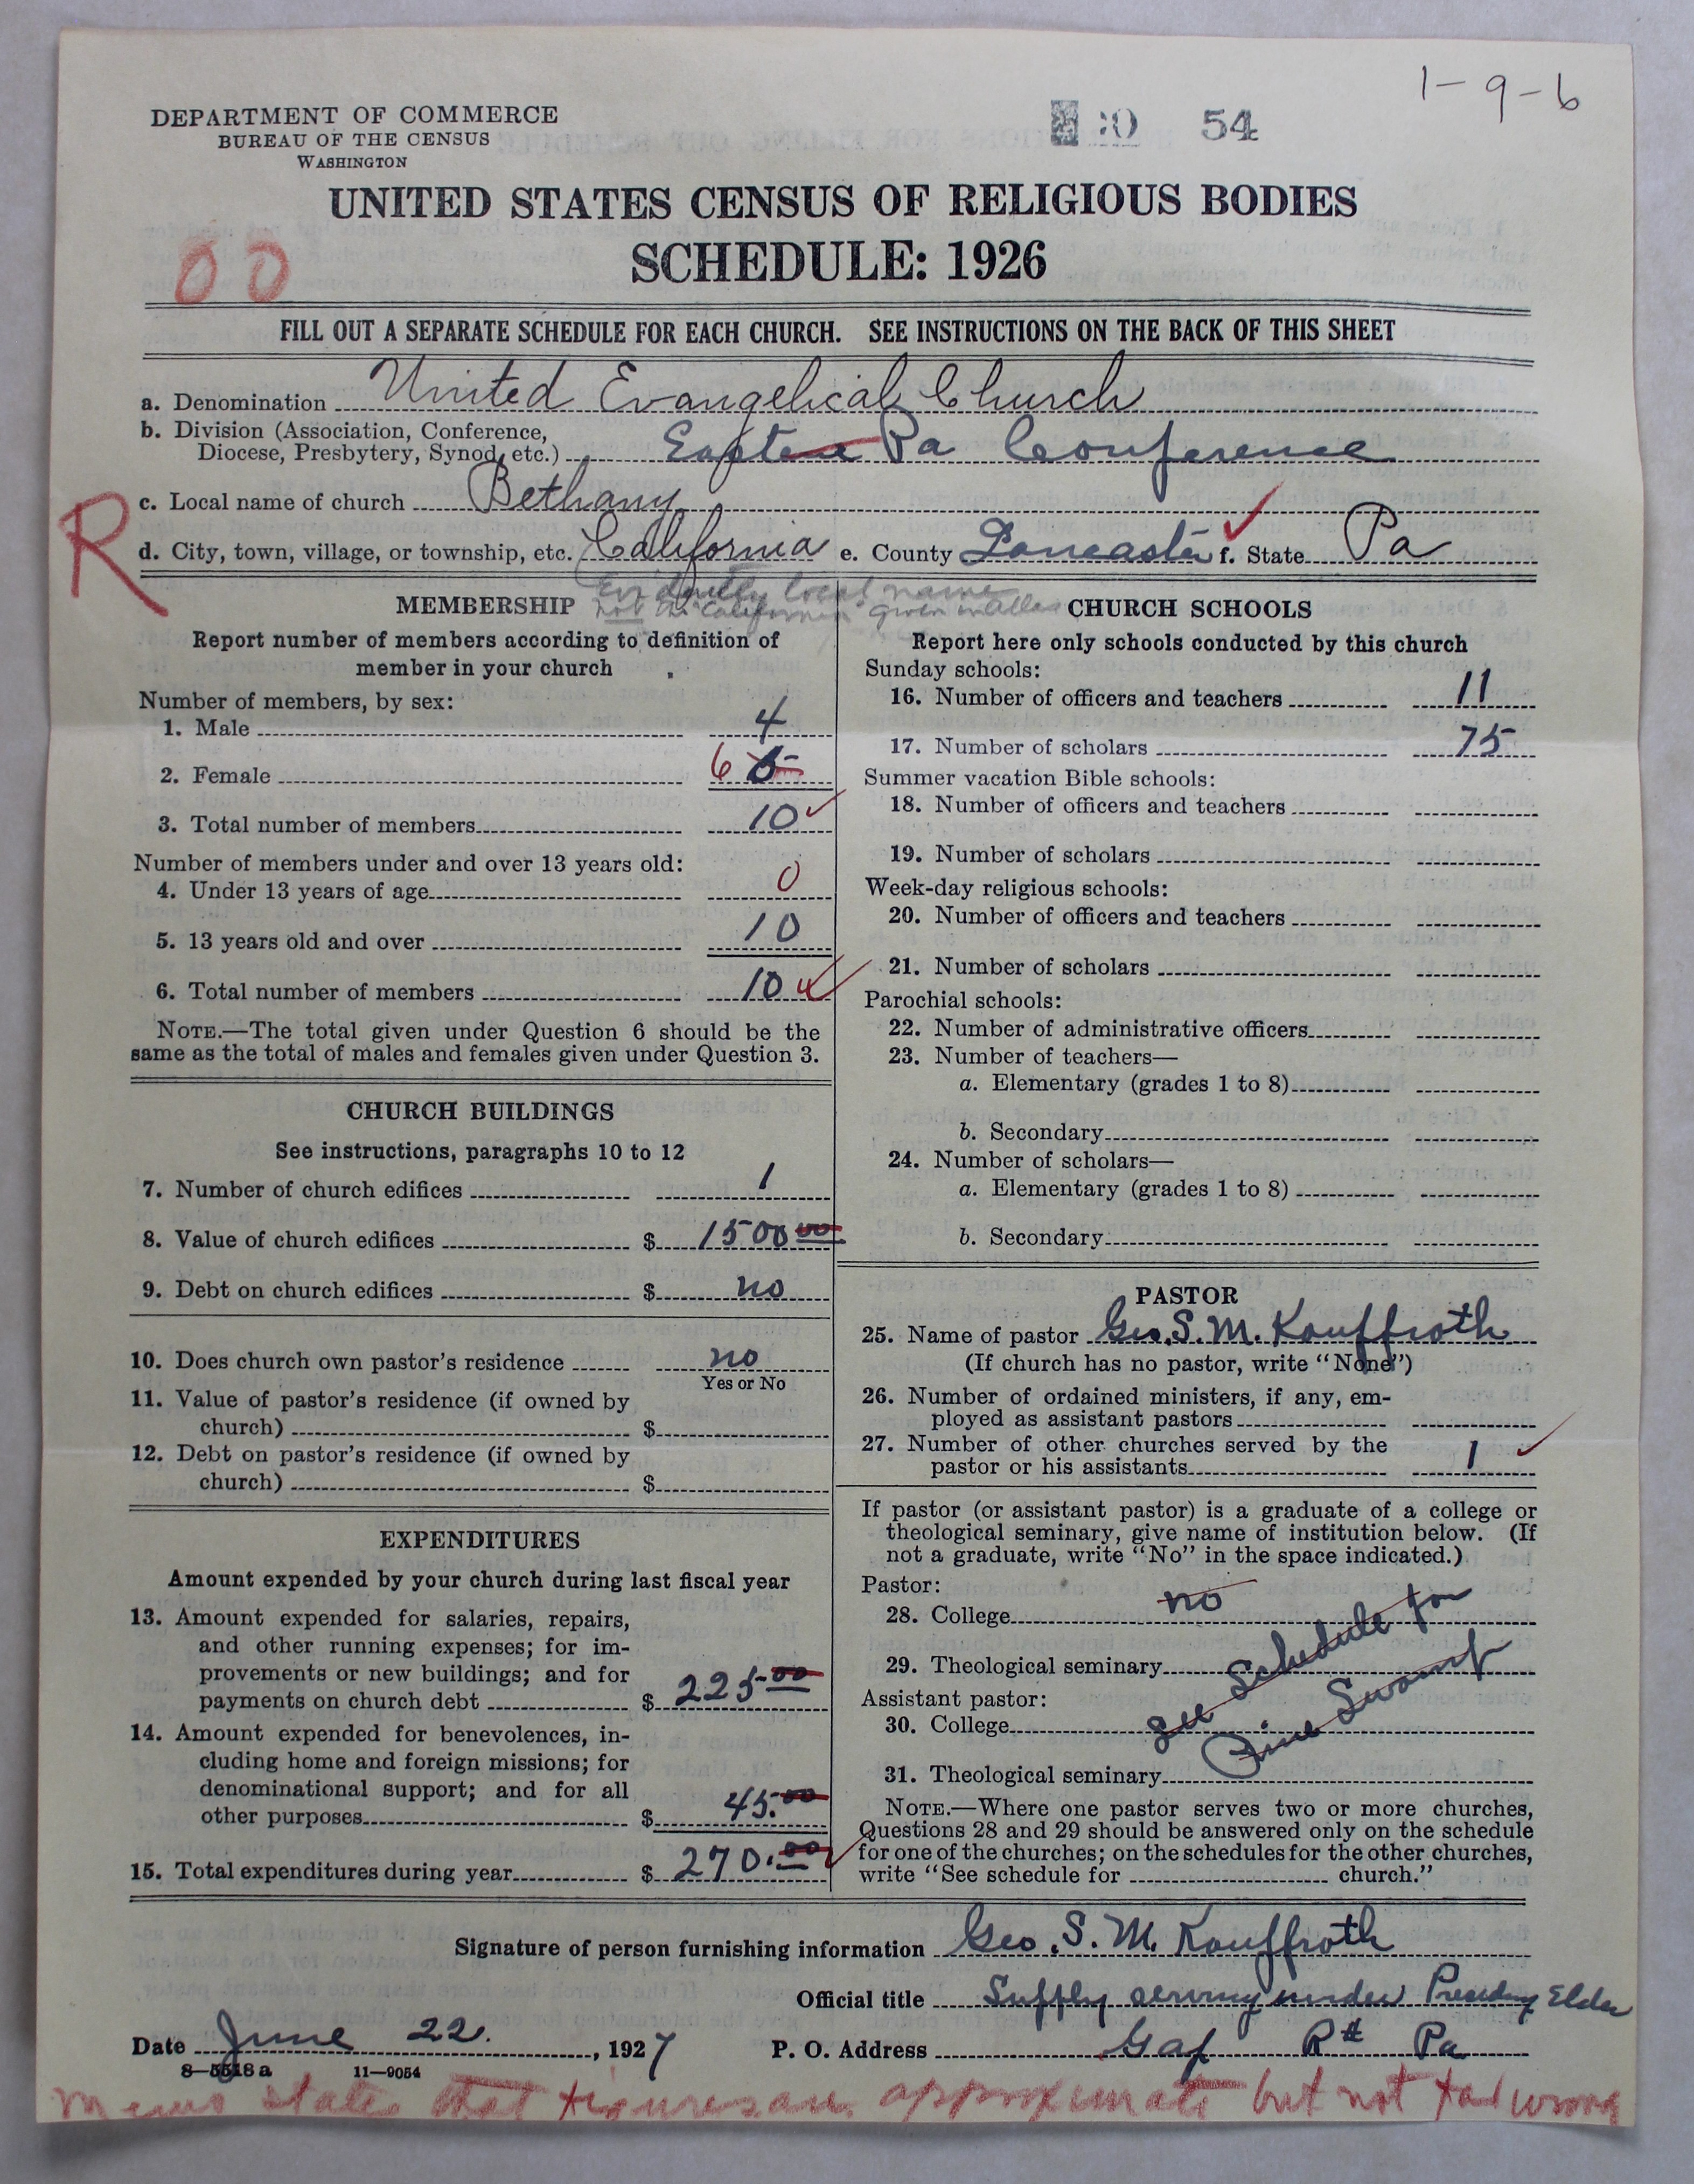 1-9-6
DEPARTMENT OF COMMERCE
BUREAU OF THE CENSUS
WASHINGTON
54
UNITED STATES CENSUS OF RELIGIOUS BODIES
SCHEDULE: 1926
00
FILL OUT A SEPARATE SCHEDULE FOR EACH CHURCH. SEE INSTRUCTIONS ON THE BACK OF THIS SHEET
a. Denomination United Evangelical Church
b. Division (Association, Conference,
Diocese, Presbytery, Synod, etc.) Eastern Pa Conference
c. Local name of church Bethany
R
d. City, town, village, or township, etc. California e. County Lancaster f. State Pa
Evidently local name
not the "California" given in Atlas
MEMBERSHIP
Report number of members according to definition of
member in your church
Number of members, by sex:
1. Male 4
2. Female 6
3. Total number of members 10
Number of members under and over 13 years old:
4. Under 13 years of age 0
5. 13 years old and over 10
6. Total number of members 10
NOTE.—The total given under Question 6 should be the
same as the total of males and females given under Question 3.
CHURCH BUILDINGS
See instructions, paragraphs 10 to 12
7. Number of church edifices 1
8. Value of church edifices $ 1500 00
9. Debt on church edifices $ no
10. Does church own pastor's residence no
Yes or No
11. Value of pastor's residence (if owned by
church) $
12. Debt on pastor's residence (if owned by
church) $
EXPENDITURES
Amount expended by your church during last fiscal year
13. Amount expended for salaries, repairs,
and other running expenses; for im-
provements or new buildings; and for
payments on church debt $ 225 00
14. Amount expended for benevolences, in-
cluding home and foreign missions; for
denominational support; and for all
other purposes $ 45.00
15. Total expenditures during year $ 270.00
CHURCH SCHOOLS
Report here only schools conducted by this church
Sunday schools:
16. Number of officers and teachers 11
17. Number of scholars 75
Summer vacation Bible schools:
18. Number of officers and teachers
19. Number of scholars
Week-day religious schools:
20. Number of officers and teachers
21. Number of scholars
Parochial schools:
22. Number of administrative officers
23. Number of teachers—
a. Elementary (grades 1 to 8)
b. Secondary
24. Number of scholars—
a. Elementary (grades 1 to 8)
b. Secondary
PASTOR
25. Name of pastor Geo. S. M. Kauffroth
(If church has no pastor, write "None")
26. Number of ordained ministers, if any, em-
ployed as assistant pastors
27. Number of other churches served by the
pastor or his assistants 1
If pastor (or assistant pastor) is a graduate of a college or
theological seminary, give name of institution below. (If
not a graduate, write "No" in the space indicated.)
Pastor:
28. College no
29. Theological seminary
Assistant pastor:
30. College
31. Theological seminary
See Schedule for
Pine Swamp
NOTE.—Where one pastor serves two or more churches,
Questions 28 and 29 should be answered only on the schedule
for one of the churches; on the schedules for the other churches,
write "See schedule for church."
Signature of person furnishing information Geo. S. M. Kauffroth
Official title Supply serving under Presiding Elder
Date June 22, 1927 P. O. Address Gap R# Pa
8-5518a 11-9054
states that figures are approximate but not far wrong